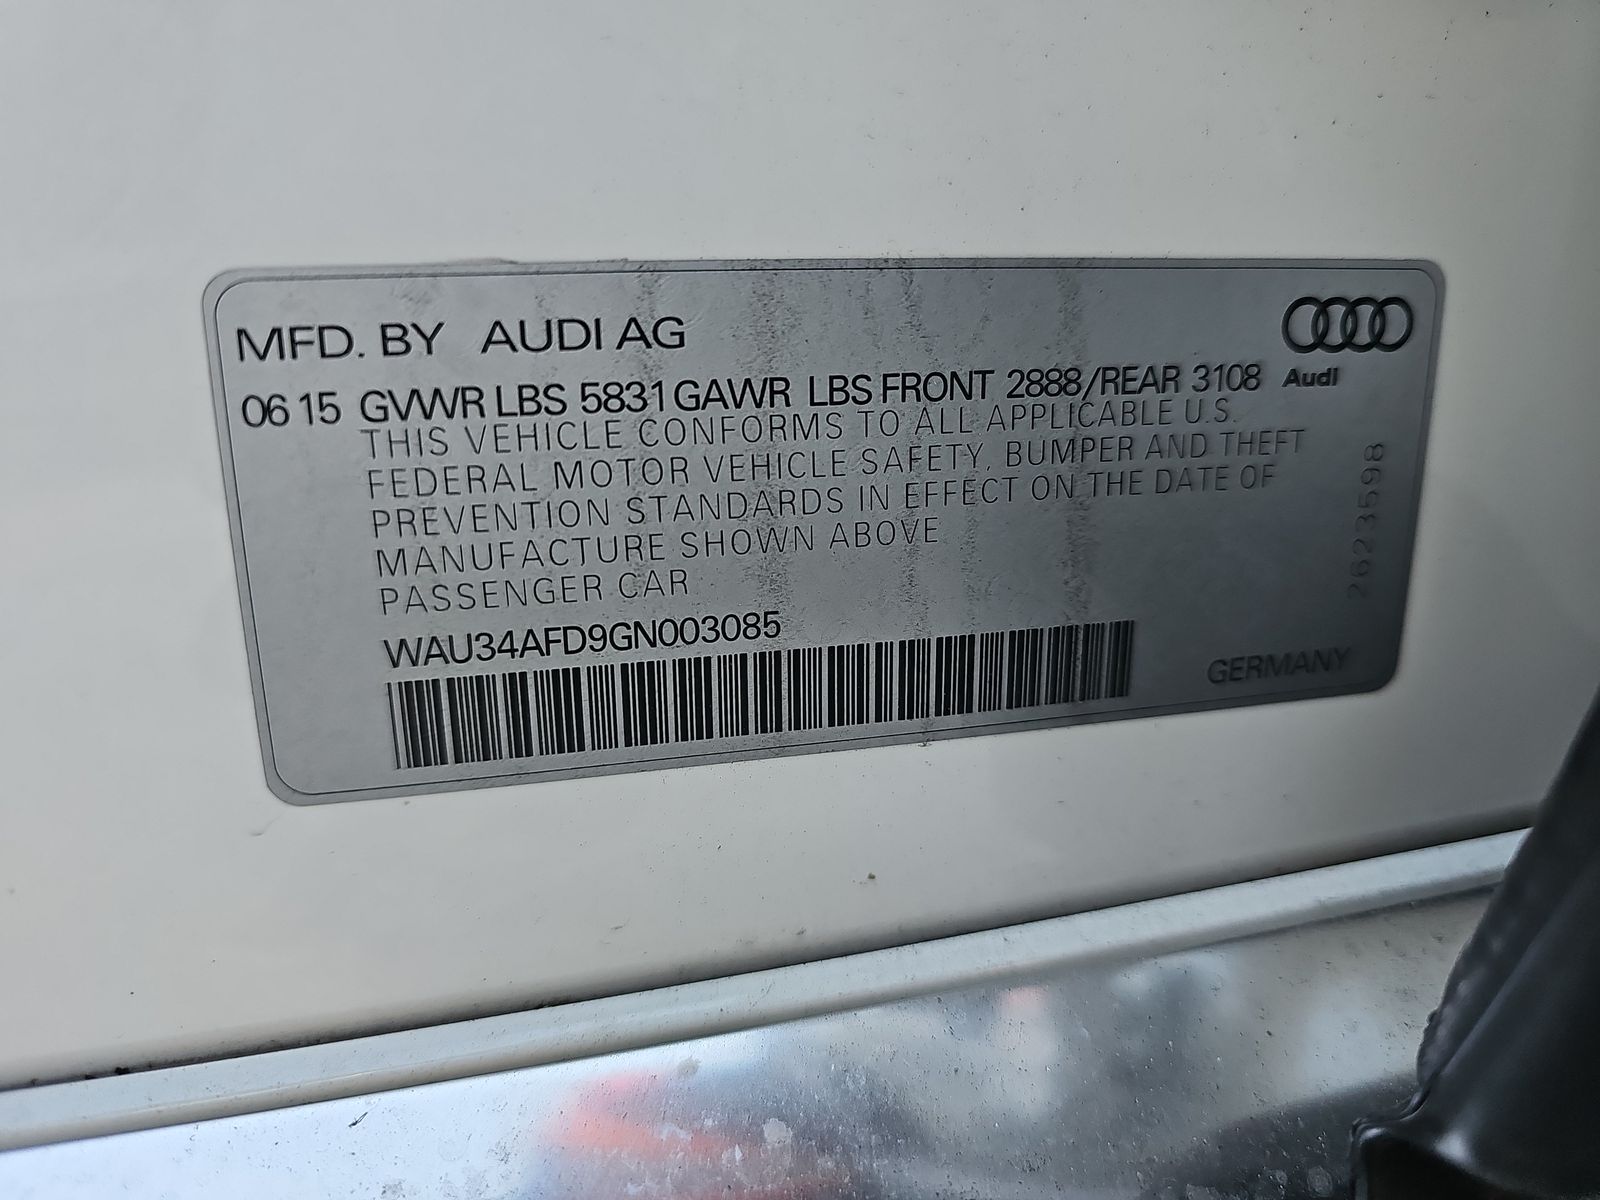 MFD. BY AUDI AG
06 15 GVWR LBS 5831 GAWR LBS FRONT 2888/REAR 3108
Audi
THIS VEHICLE CONFORMS TO ALL APPLICABLE U.S.
FEDERAL MOTOR VEHICLE SAFETY, BUMPER AND THEFT
PREVENTION STANDARDS IN EFFECT ON THE DATE OF
MANUFACTURE SHOWN ABOVE
PASSENGER CAR
WAU34AFD9GN003085
GERMANY
2623598